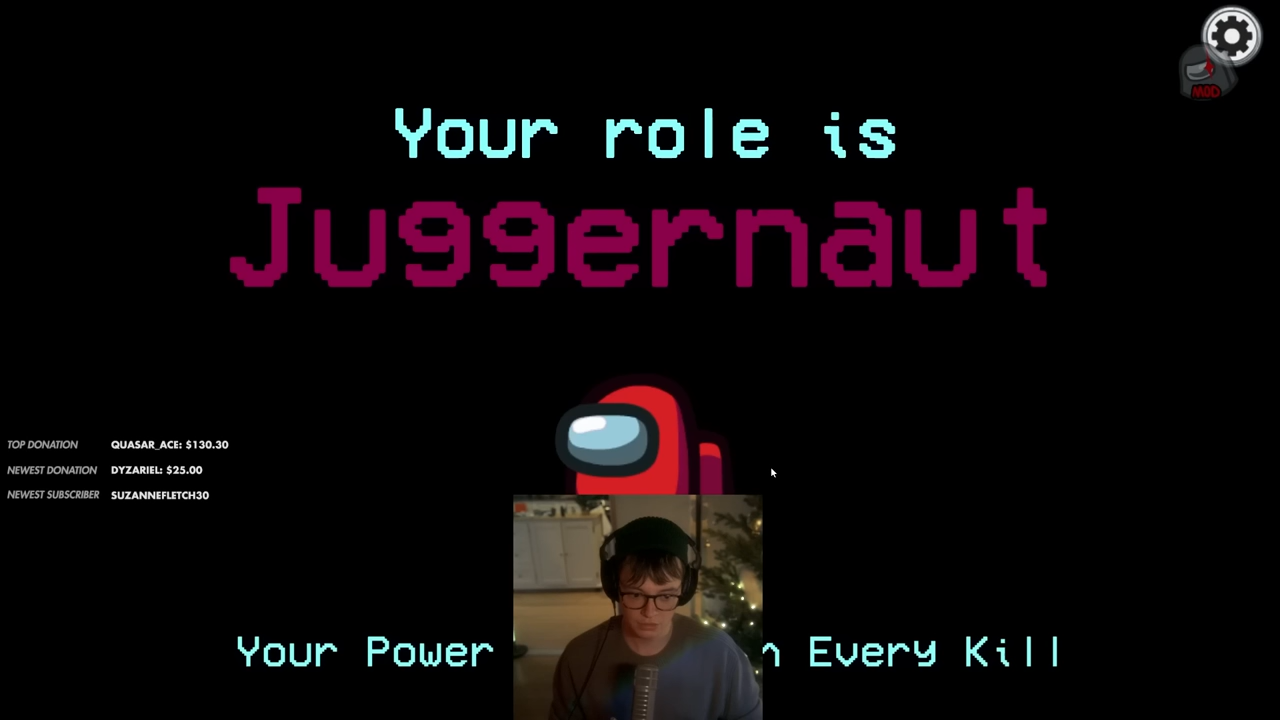 MOD
Your role is
Juggernaut
TOP DONATION QUASAR_ACE: $130.30
NEWEST DONATION DYZARIEL: $25.00
NEWEST SUBSCRIBER SUZANNEFLETCH30
Your Power Every Kill